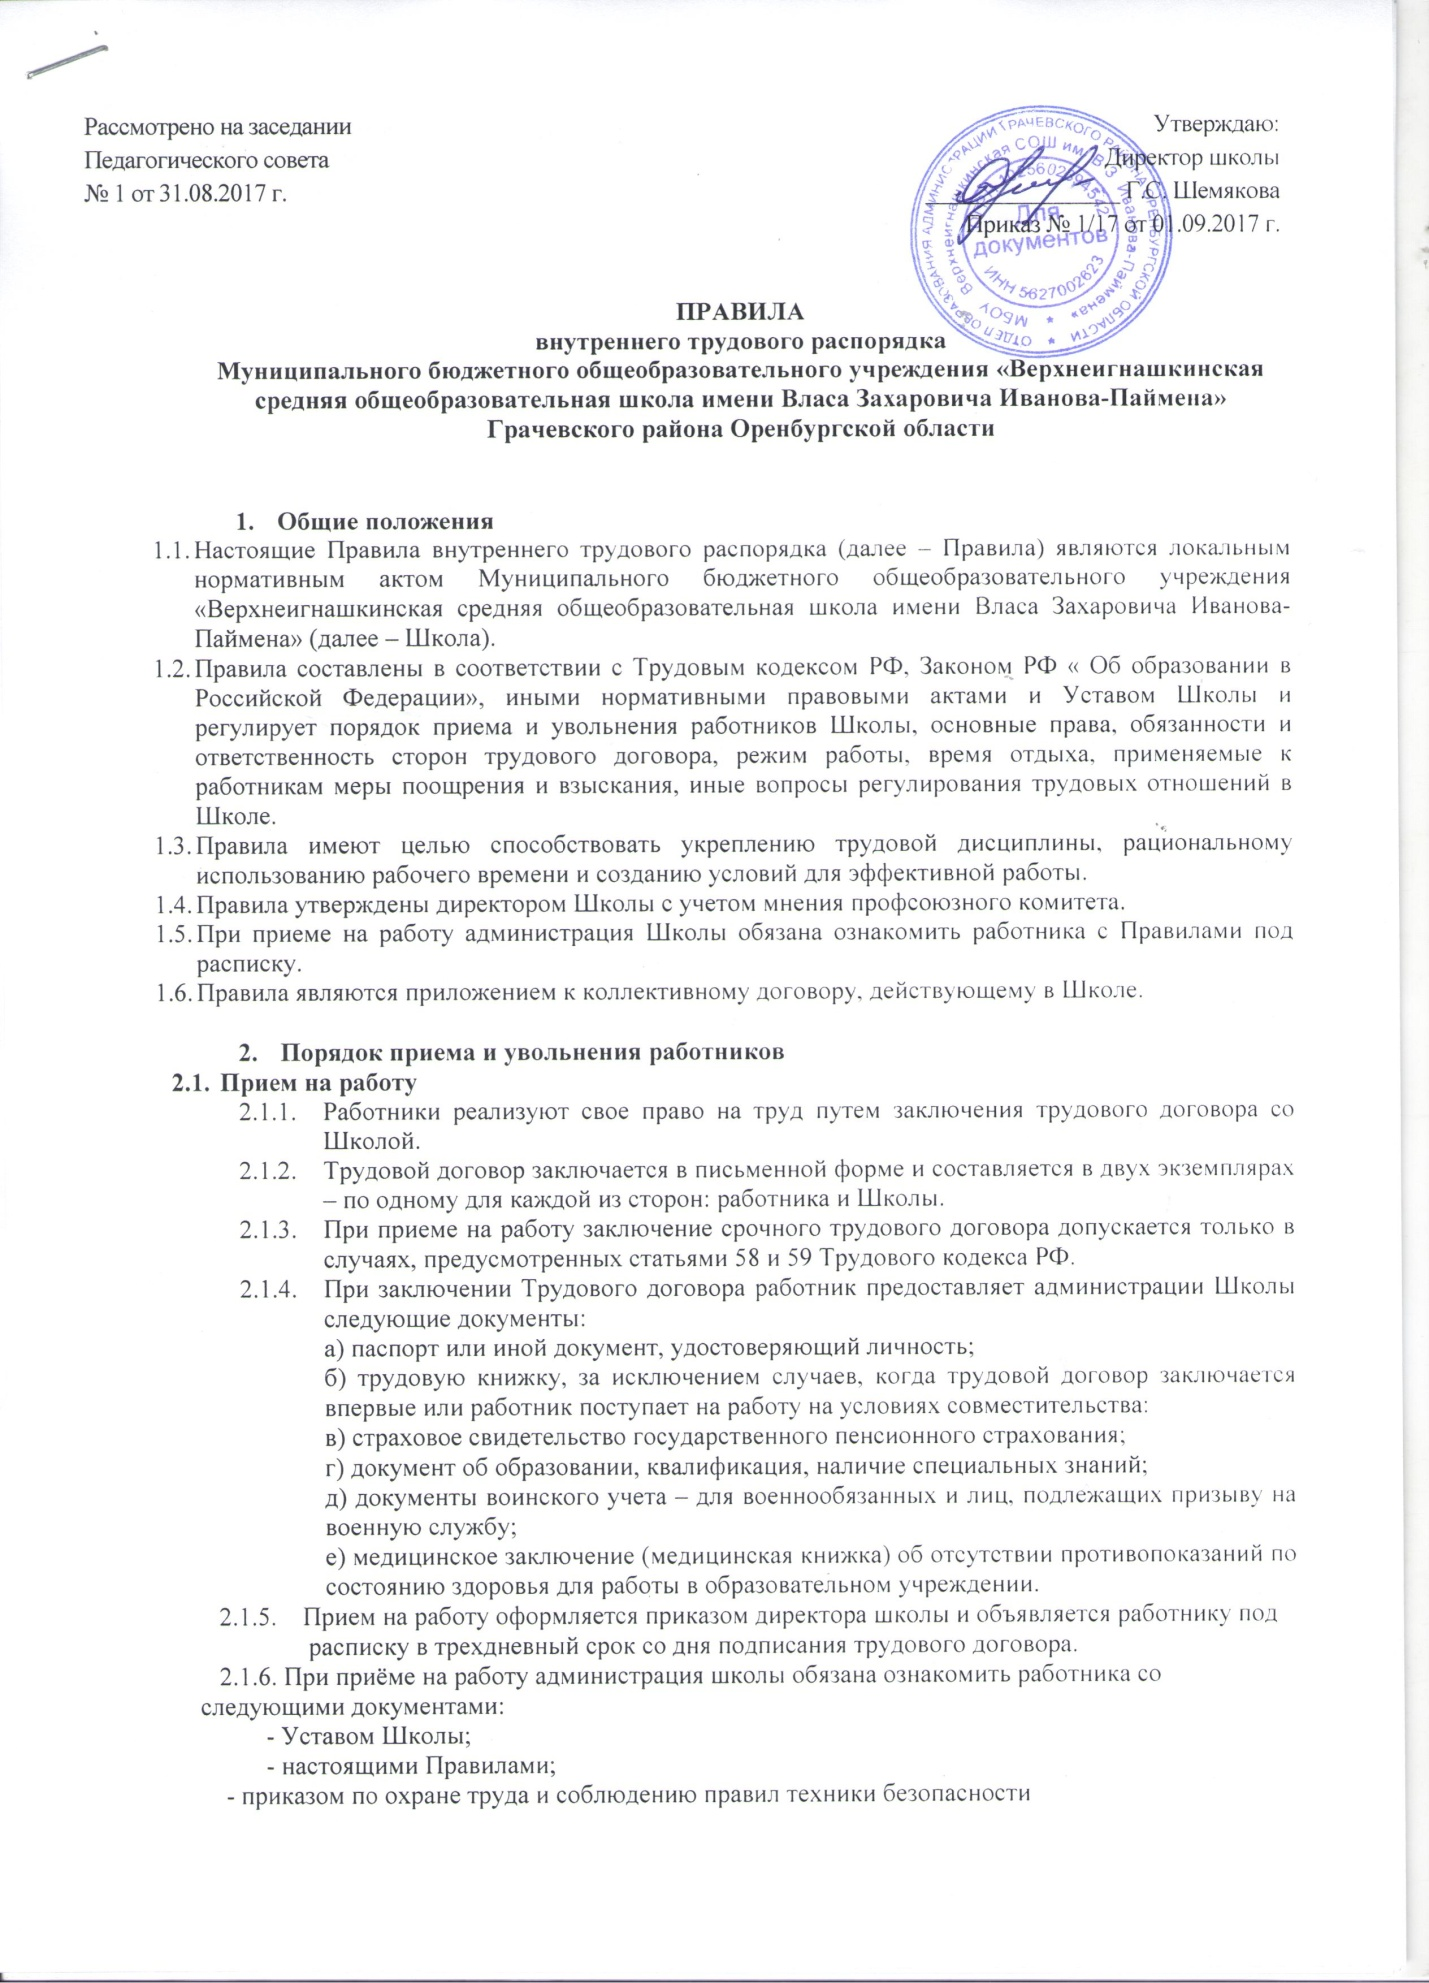 Рассмотрено на заседании
Педагогического совета
№ 1 от 31.08.2017 г.
Утверждаю:
Директор школы
Г.С. Шемякова
Приказ № 1/17 от 01.09.2017 г.
Для
документов
ИНН 5627002623
ПРАВИЛА
внутреннего трудового распорядка
Муниципального бюджетного общеобразовательного учреждения «Верхнеигнашкинская
средняя общеобразовательная школа имени Власа Захаровича Иванова-Паймена»
Грачевского района Оренбургской области
1. Общие положения
1.1. Настоящие Правила внутреннего трудового распорядка (далее – Правила) являются локальным
нормативным актом Муниципального бюджетного общеобразовательного учреждения
«Верхнеигнашкинская средняя общеобразовательная школа имени Власа Захаровича Иванова-
Паймена» (далее – Школа).
1.2. Правила составлены в соответствии с Трудовым кодексом РФ, Законом РФ « Об образовании в
Российской Федерации», иными нормативными правовыми актами и Уставом Школы и
регулирует порядок приема и увольнения работников Школы, основные права, обязанности и
ответственность сторон трудового договора, режим работы, время отдыха, применяемые к
работникам меры поощрения и взыскания, иные вопросы регулирования трудовых отношений в
Школе.
1.3. Правила имеют целью способствовать укреплению трудовой дисциплины, рациональному
использованию рабочего времени и созданию условий для эффективной работы.
1.4. Правила утверждены директором Школы с учетом мнения профсоюзного комитета.
1.5. При приеме на работу администрация Школы обязана ознакомить работника с Правилами под
расписку.
1.6. Правила являются приложением к коллективному договору, действующему в Школе.
2. Порядок приема и увольнения работников
2.1. Прием на работу
2.1.1. Работники реализуют свое право на труд путем заключения трудового договора со
Школой.
2.1.2. Трудовой договор заключается в письменной форме и составляется в двух экземплярах
– по одному для каждой из сторон: работника и Школы.
2.1.3. При приеме на работу заключение срочного трудового договора допускается только в
случаях, предусмотренных статьями 58 и 59 Трудового кодекса РФ.
2.1.4. При заключении Трудового договора работник предоставляет администрации Школы
следующие документы:
а) паспорт или иной документ, удостоверяющий личность;
б) трудовую книжку, за исключением случаев, когда трудовой договор заключается
впервые или работник поступает на работу на условиях совместительства:
в) страховое свидетельство государственного пенсионного страхования;
г) документ об образовании, квалификация, наличие специальных знаний;
д) документы воинского учета – для военнообязанных и лиц, подлежащих призыву на
военную службу;
е) медицинское заключение (медицинская книжка) об отсутствии противопоказаний по
состоянию здоровья для работы в образовательном учреждении.
2.1.5. Прием на работу оформляется приказом директора школы и объявляется работнику под
расписку в трехдневный срок со дня подписания трудового договора.
2.1.6. При приёме на работу администрация школы обязана ознакомить работника со
следующими документами:
- Уставом Школы;
- настоящими Правилами;
- приказом по охране труда и соблюдению правил техники безопасности